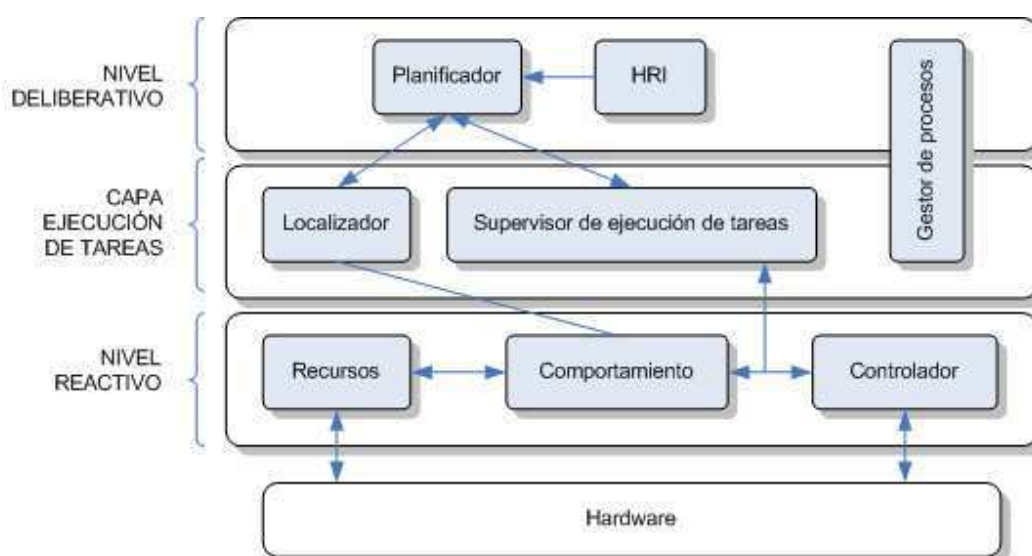 NIVEL
DELIBERATIVO
Planificador
HRI
Gestor de procesos
CAPA
EJECUCIÓN
DE TAREAS
Localizador
Supervisor de ejecución de tareas
NIVEL
REACTIVO
Recursos
Comportamiento
Controlador
Hardware